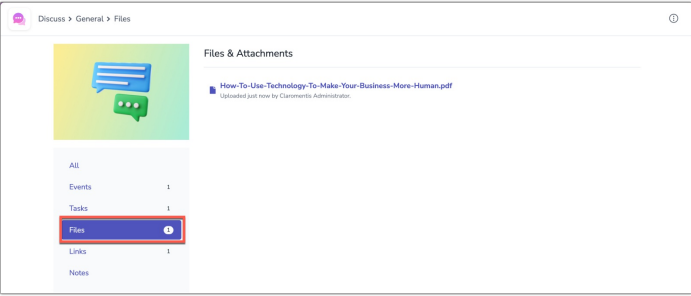 Discuss > General > Files
Files & Attachments
How-To-Use-Technology-To-Make-Your-Business-More-Human.pdf
Uploaded just now by Claromentis Administrator.
All
Events 1
Tasks 1
Files 1
Links 1
Notes